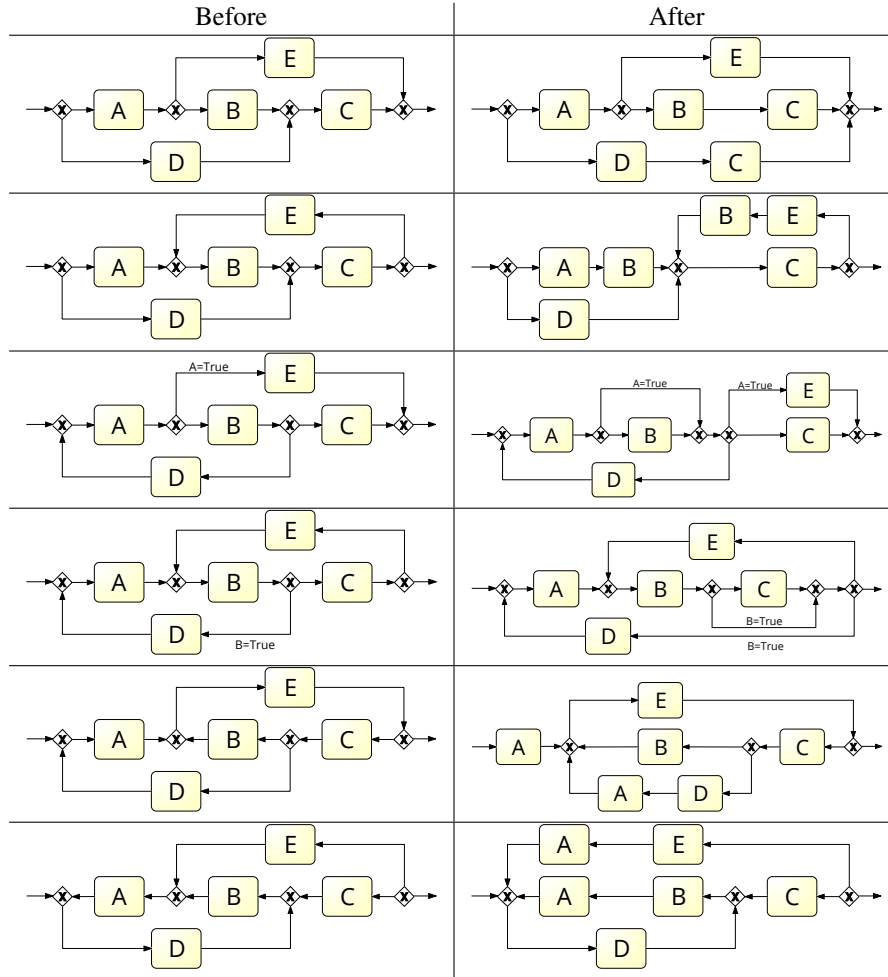 Before After
E E
A B C A B C
D D C
E B E
A B C A B C
D D
A=True E A=True A=True E
A B C A B C
D D
E E
A B C A B C
D B=True D B=True B=True
E E
A B C A B C
D A D
E A E
A B C A B C
D D